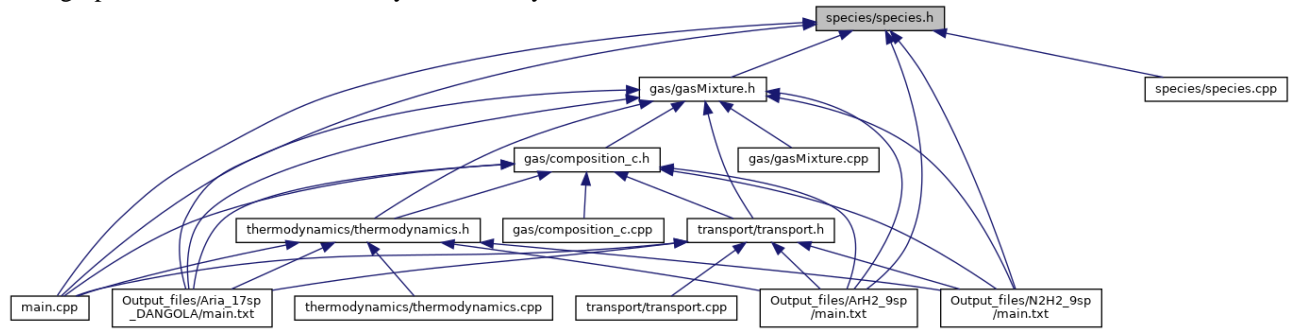 species/species.h
gas/gasMixture.h
species/species.cpp
gas/composition_c.h
gas/gasMixture.cpp
thermodynamics/thermodynamics.h
gas/composition_c.cpp
transport/transport.h
main.cpp
Output_files/Aria_17sp
_DANGOLA/main.txt
thermodynamics/thermodynamics.cpp
transport/transport.cpp
Output_files/ArH2_9sp
/main.txt
Output_files/N2H2_9sp
/main.txt